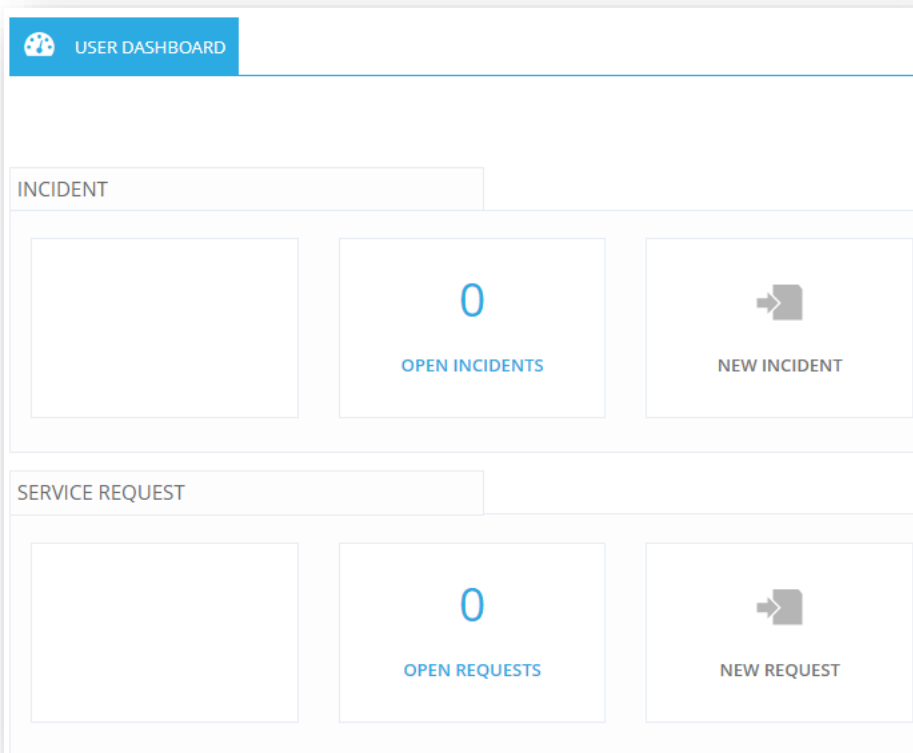 USER DASHBOARD
INCIDENT
0
OPEN INCIDENTS
NEW INCIDENT
SERVICE REQUEST
0
OPEN REQUESTS
NEW REQUEST